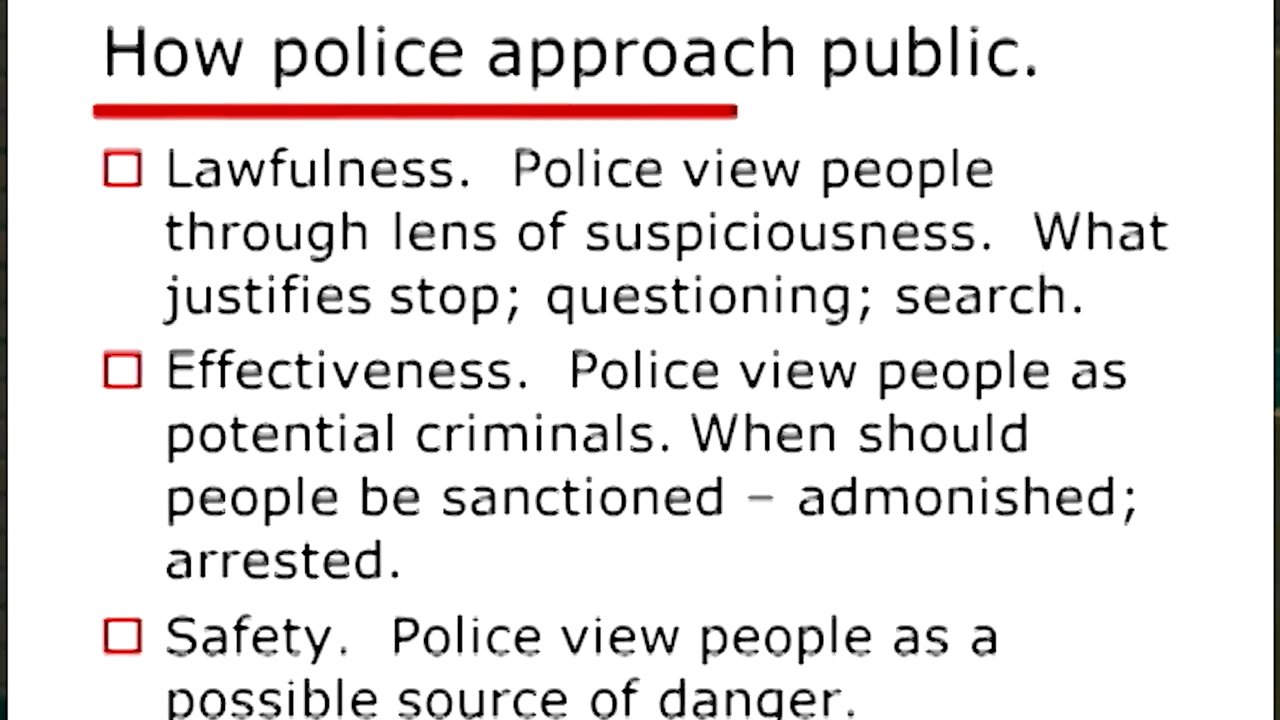 How police approach public.
Lawfulness. Police view people
through lens of suspiciousness. What
justifies stop; questioning; search.
Effectiveness. Police view people as
potential criminals. When should
people be sanctioned – admonished;
arrested.
Safety. Police view people as a
possible source of danger.